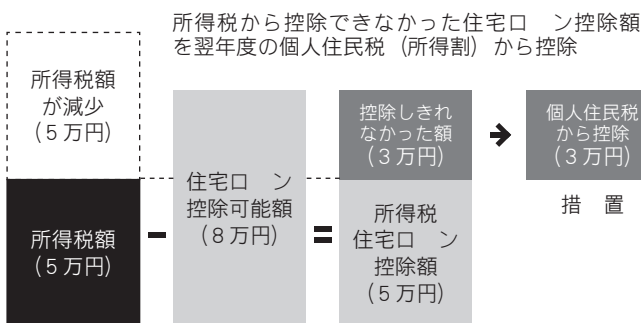 所得税から控除できなかった住宅ロ ン控除額
を翌年度の個人住民税（所得割）から控除
所得税額
が減少
（５万円）
所得税額
（５万円）
住宅ロ ン
控除可能額
（８万円）
控除しきれ
なかった額
（３万円）
所得税
住宅ロ ン
控除額
（５万円）
個人住民税
から控除
（３万円）
措 置